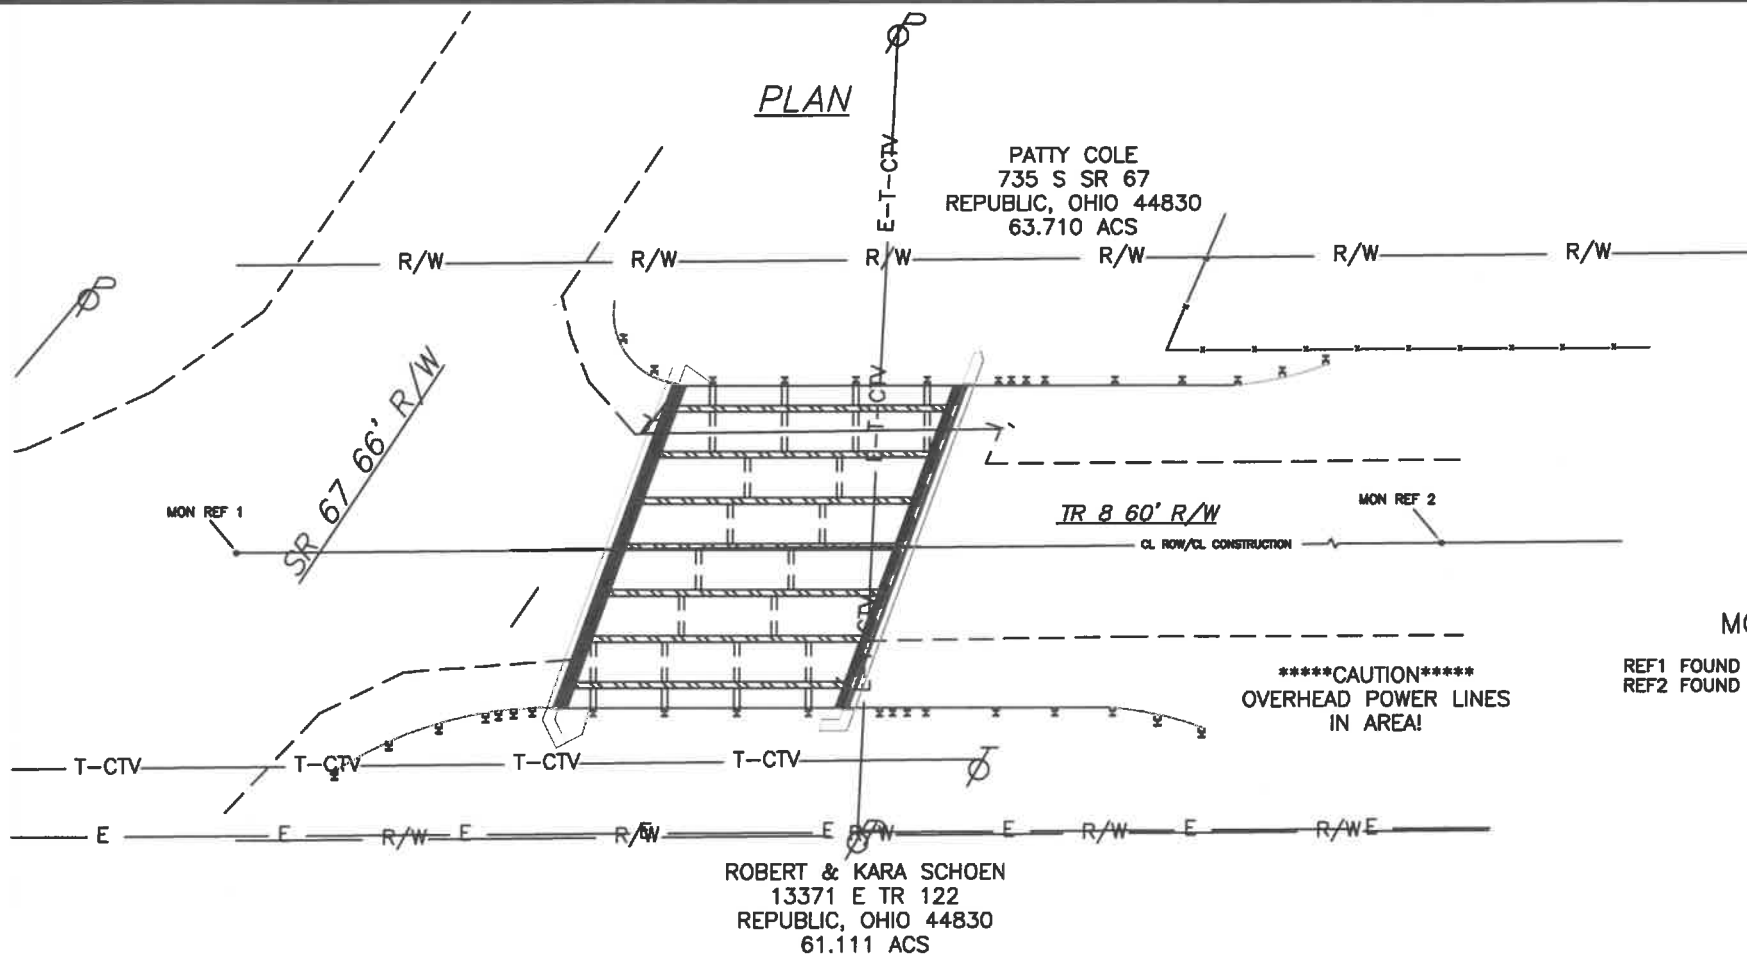 PLAN
E-T-CTV
PATTY COLE
735 S SR 67
REPUBLIC, OHIO 44830
63.710 ACS
R/W R/W R/W R/W R/W R/W
E-T-CTV
SR 67 66' R/W
MON REF 1
TR 8 60' R/W
MON REF 2
CL ROW/CL CONSTRUCTION
*****CAUTION*****
OVERHEAD POWER LINES
IN AREA!
REF1 FOUND
REF2 FOUND
T-CTV T-CTV T-CTV T-CTV
E E R/W E R/W E E R/W E R/W E R/W E
ROBERT & KARA SCHOEN
13371 E TR 122
REPUBLIC, OHIO 44830
61.111 ACS